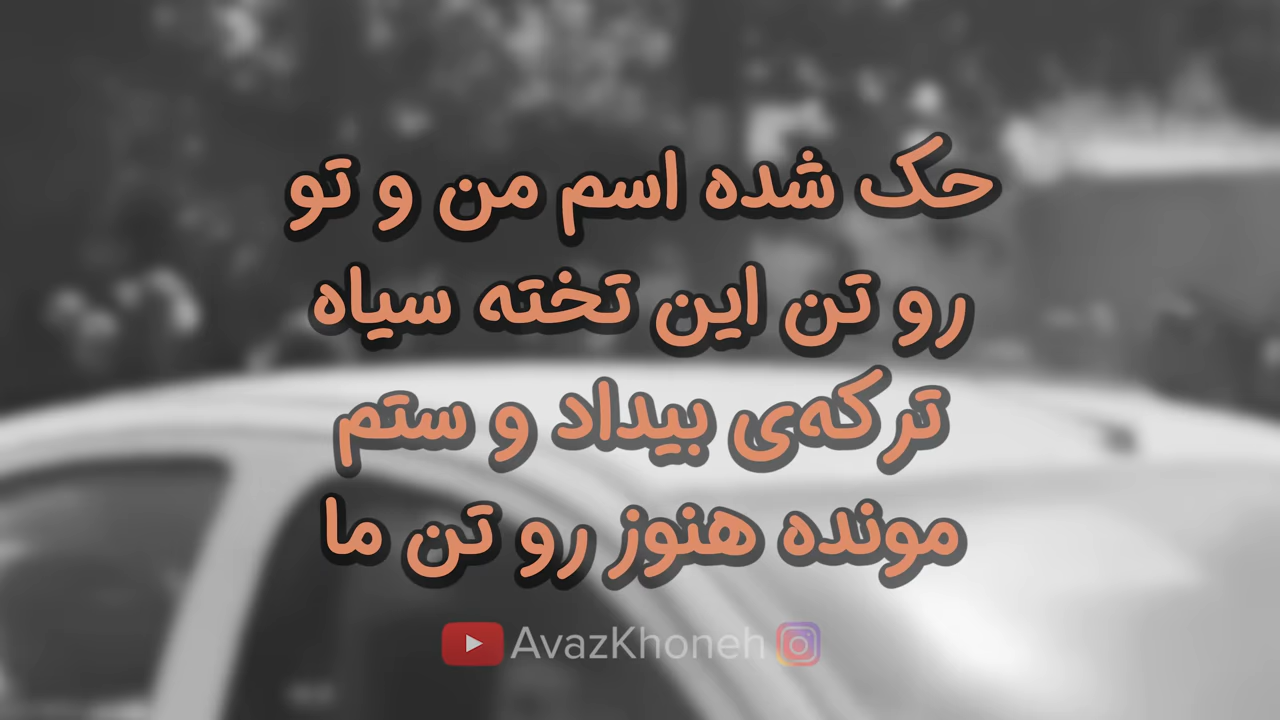 حک شده اسم من و تو
رو تن این تخته سیاه
ترکه‌ی بیداد و ستم
مونده هنوز رو تن ما
AvazKhoneh